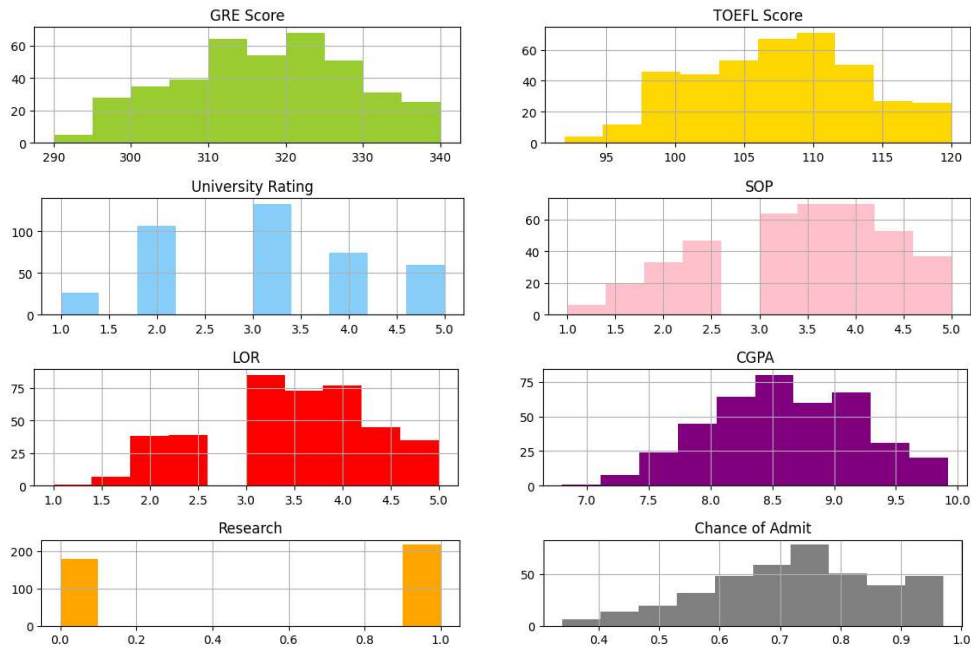 GRE Score
60
40
20
0
290 300 310 320 330 340
TOEFL Score
60
40
20
0
95 100 105 110 115 120
University Rating
100
50
0
1.0 1.5 2.0 2.5 3.0 3.5 4.0 4.5 5.0
SOP
60
40
20
0
1.0 1.5 2.0 2.5 3.0 3.5 4.0 4.5 5.0
LOR
75
50
25
0
1.0 1.5 2.0 2.5 3.0 3.5 4.0 4.5 5.0
CGPA
75
50
25
0
7.0 7.5 8.0 8.5 9.0 9.5 10.0
Research
200
100
0
0.0 0.2 0.4 0.6 0.8 1.0
Chance of Admit
50
0
0.4 0.5 0.6 0.7 0.8 0.9 1.0